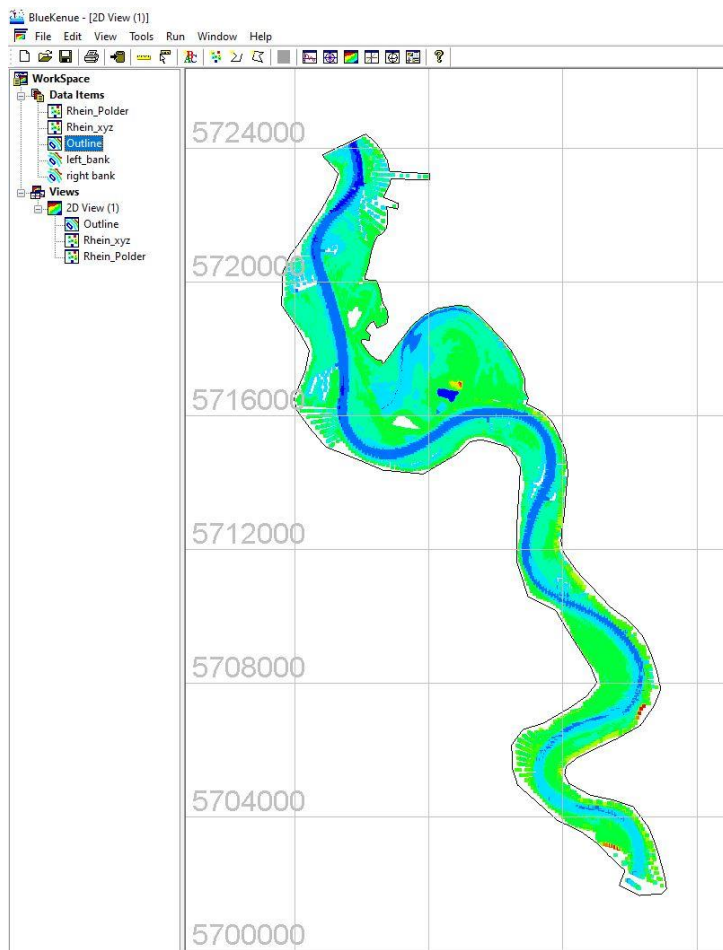 BlueKenue - [2D View (1)]
File Edit View Tools Run Window Help
ABC ?
WorkSpace
Data Items
Rhein_Polder
Rhein_xyz
Outline
left_bank
right bank
Views
2D View (1)
Outline
Rhein_xyz
Rhein_Polder
5724000
5720000
5716000
5712000
5708000
5704000
5700000